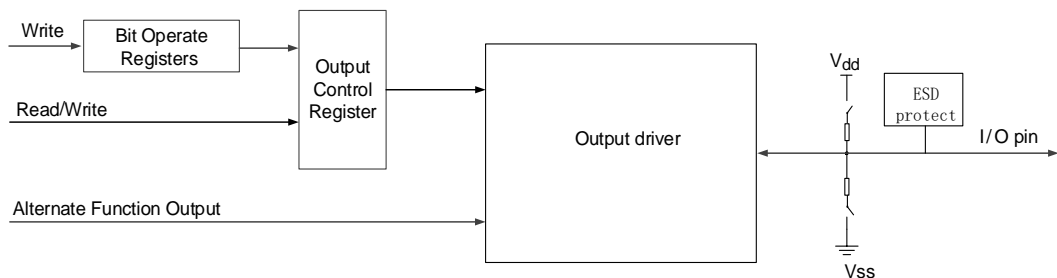 Write
Bit Operate
Registers
Read/Write
Output
Control
Register
Alternate Function Output
Output driver
Vdd
ESD
protect
I/O pin
Vss